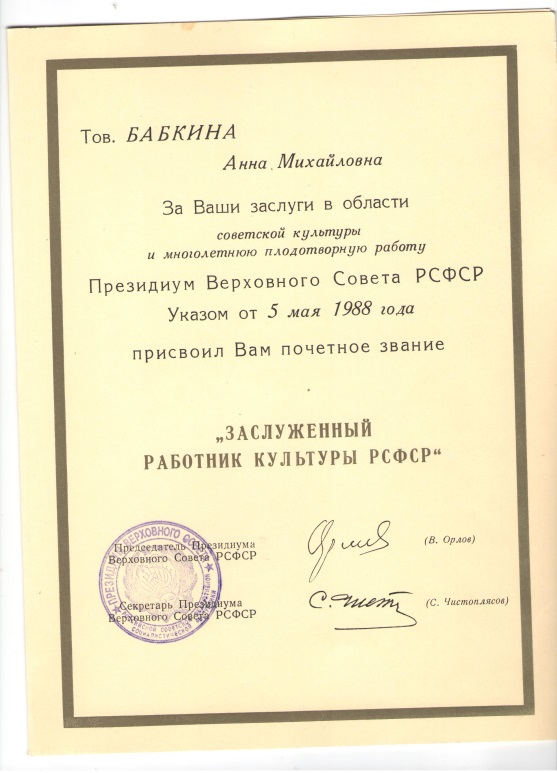 Тов. БАБКИНА
Анна Михайловна
За Ваши заслуги в области
советской культуры
и многолетнюю плодотворную работу
Президиум Верховного Совета РСФСР
Указом от 5 мая 1988 года
присвоил Вам почетное звание
„ЗАСЛУЖЕННЫЙ
РАБОТНИК КУЛЬТУРЫ РСФСР“
Председатель Президиума
Верховного Совета РСФСР
(В. Орлов)
Секретарь Президиума
Верховного Совета РСФСР
(С. Чистоплясов)
ПРЕЗИДИУМ ВЕРХОВНОГО